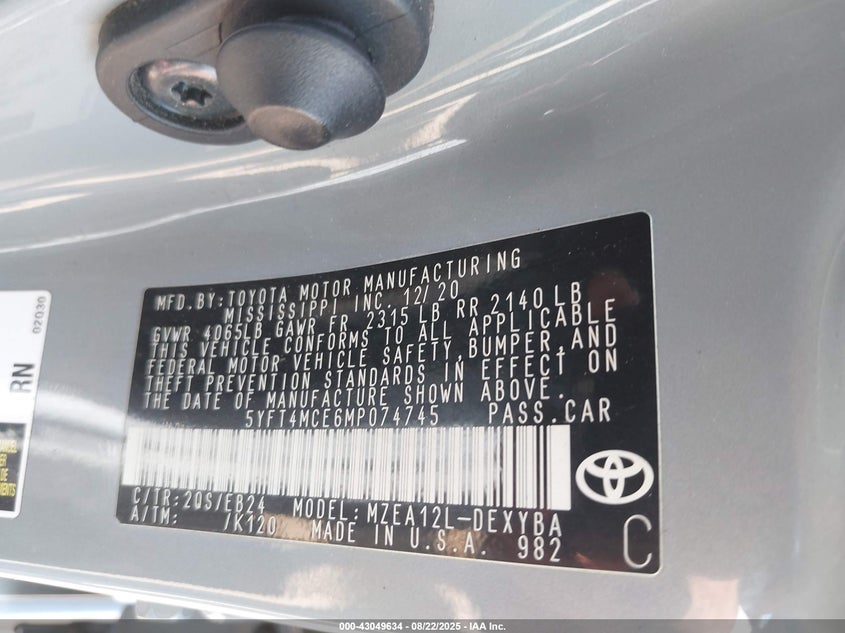 MFD. BY: TOYOTA MOTOR MANUFACTURING
MISSISSIPPI INC. 12/20
GVWR 4065LB GAWR FR 2315 LB RR 2140 LB
THIS VEHICLE CONFORMS TO ALL APPLICABLE
FEDERAL MOTOR VEHICLE SAFETY, BUMPER, AND
THEFT PREVENTION STANDARDS IN EFFECT ON
THE DATE OF MANUFACTURE SHOWN ABOVE.
5YFT4MCE6MP074745 PASS.CAR
C/TR: 2QS/EB24 MODEL: MZEA12L-DEXYBA
A/TM: /K120 MADE IN U.S.A. 982
C
02030
RN
000-43049634 - 08/22/2025 - IAA Inc.